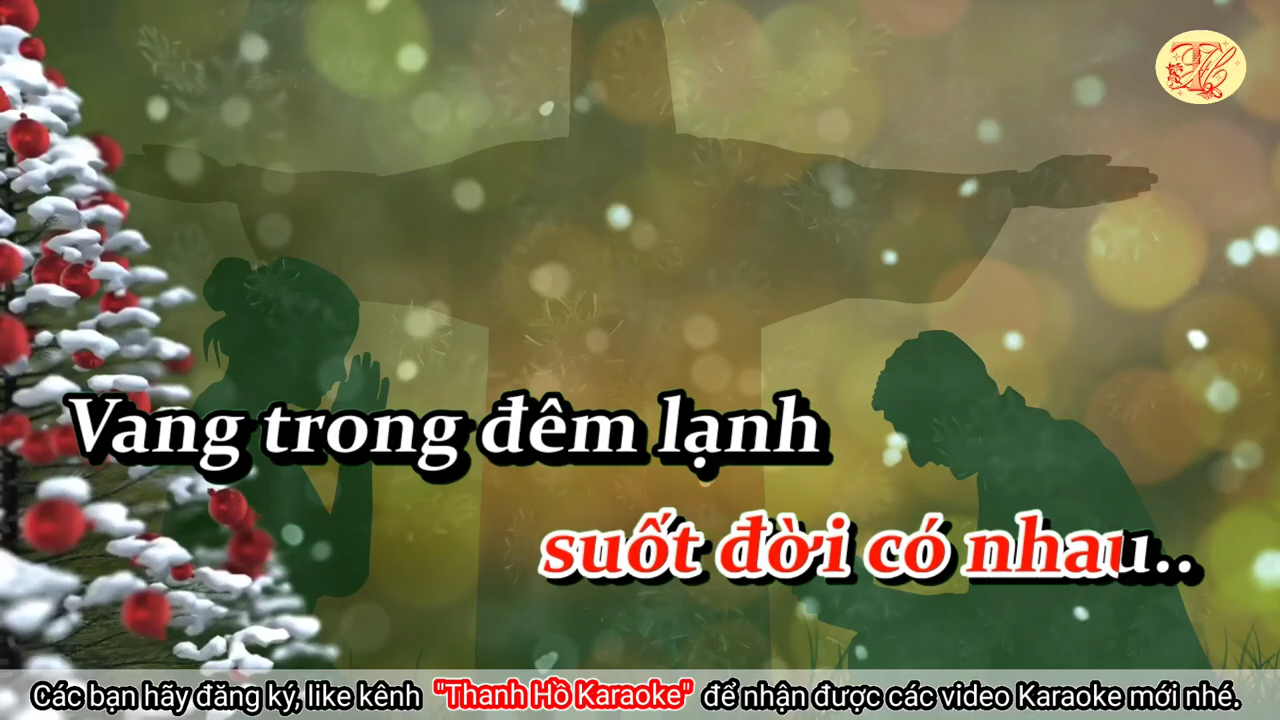 Vang trong đêm lạnh
suốt đời có nhau..
Các bạn hãy đăng ký, like kênh "Thanh Hồ Karaoke" để nhận được các video Karaoke mới nhé.